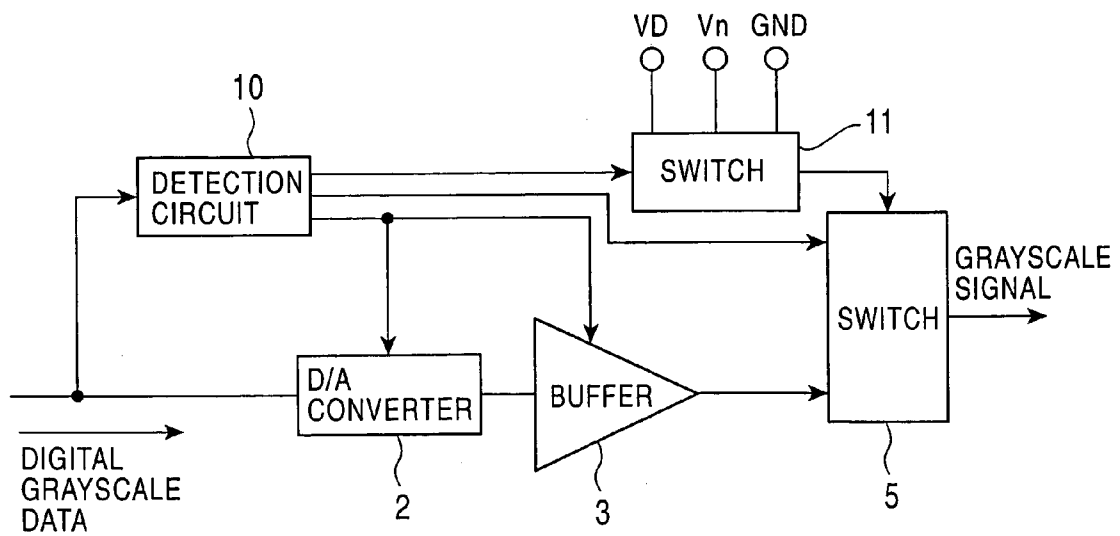 VD Vn GND
10
11
DETECTION
CIRCUIT
SWITCH
GRAYSCALE
SIGNAL
SWITCH
D/A
CONVERTER
BUFFER
DIGITAL
GRAYSCALE
DATA
2
3
5